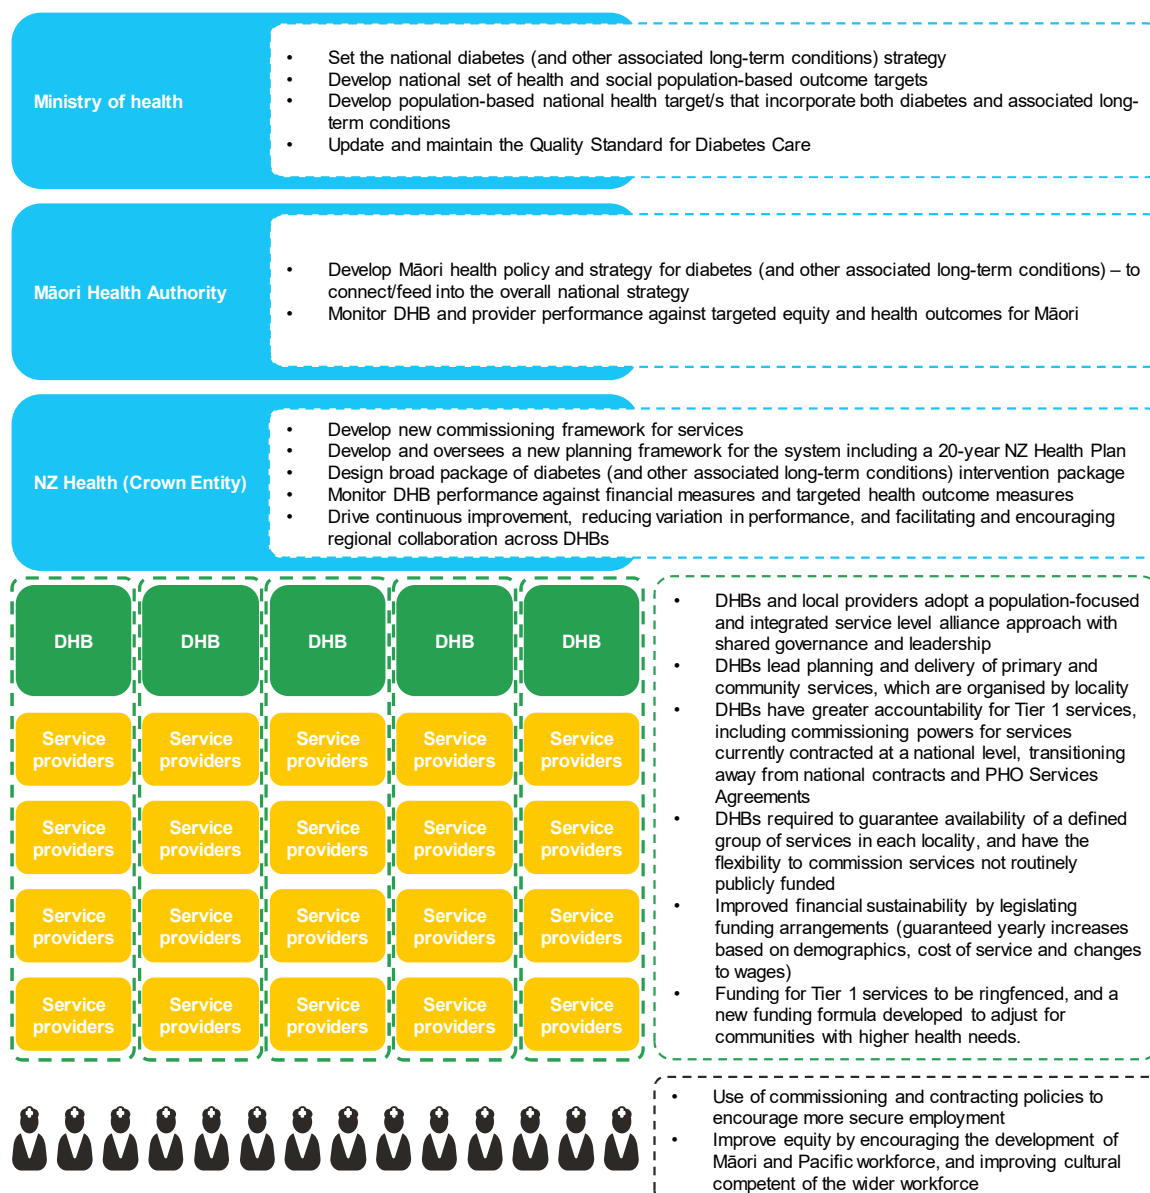 Ministry of health
• Set the national diabetes (and other associated long-term conditions) strategy
• Develop national set of health and social population-based outcome targets
• Develop population-based national health target/s that incorporate both diabetes and associated long-
term conditions
• Update and maintain the Quality Standard for Diabetes Care
Māori Health Authority
• Develop Māori health policy and strategy for diabetes (and other associated long-term conditions) – to
connect/feed into the overall national strategy
• Monitor DHB and provider performance against targeted equity and health outcomes for Māori
NZ Health (Crown Entity)
• Develop new commissioning framework for services
• Develop and oversees a new planning framework for the system including a 20-year NZ Health Plan
• Design broad package of diabetes (and other associated long-term conditions) intervention package
• Monitor DHB performance against financial measures and targeted health outcome measures
• Drive continuous improvement, reducing variation in performance, and facilitating and encouraging
regional collaboration across DHBs
DHB DHB DHB DHB DHB
Service Service Service Service Service
providers providers providers providers providers
Service Service Service Service Service
providers providers providers providers providers
Service Service Service Service Service
providers providers providers providers providers
Service Service Service Service Service
providers providers providers providers providers
• DHBs and local providers adopt a population-focused
and integrated service level alliance approach with
shared governance and leadership
• DHBs lead planning and delivery of primary and
community services, which are organised by locality
• DHBs have greater accountability for Tier 1 services,
including commissioning powers for services
currently contracted at a national level, transitioning
away from national contracts and PHO Services
Agreements
• DHBs required to guarantee availability of a defined
group of services in each locality, and have the
flexibility to commission services not routinely
publicly funded
• Improved financial sustainability by legislating
funding arrangements (guaranteed yearly increases
based on demographics, cost of service and changes
to wages)
• Funding for Tier 1 services to be ringfenced, and a
new funding formula developed to adjust for
communities with higher health needs.
• Use of commissioning and contracting policies to
encourage more secure employment
• Improve equity by encouraging the development of
Māori and Pacific workforce, and improving cultural
competent of the wider workforce